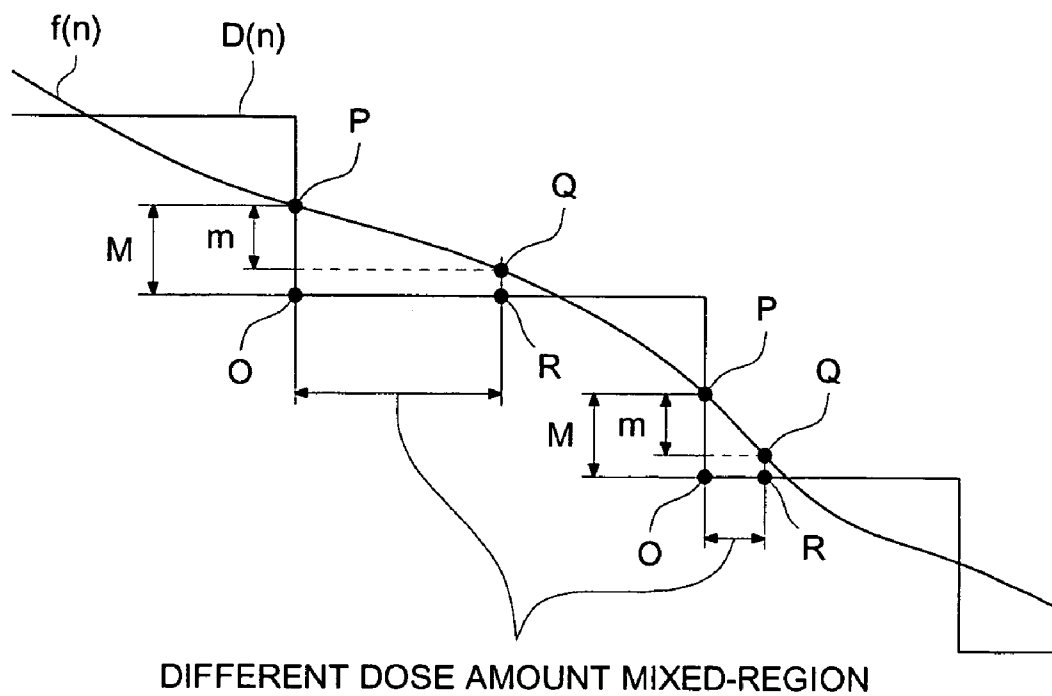 f(n)
D(n)
P
Q
M
m
O
R
P
Q
M
m
O
R
DIFFERENT DOSE AMOUNT MIXED-REGION